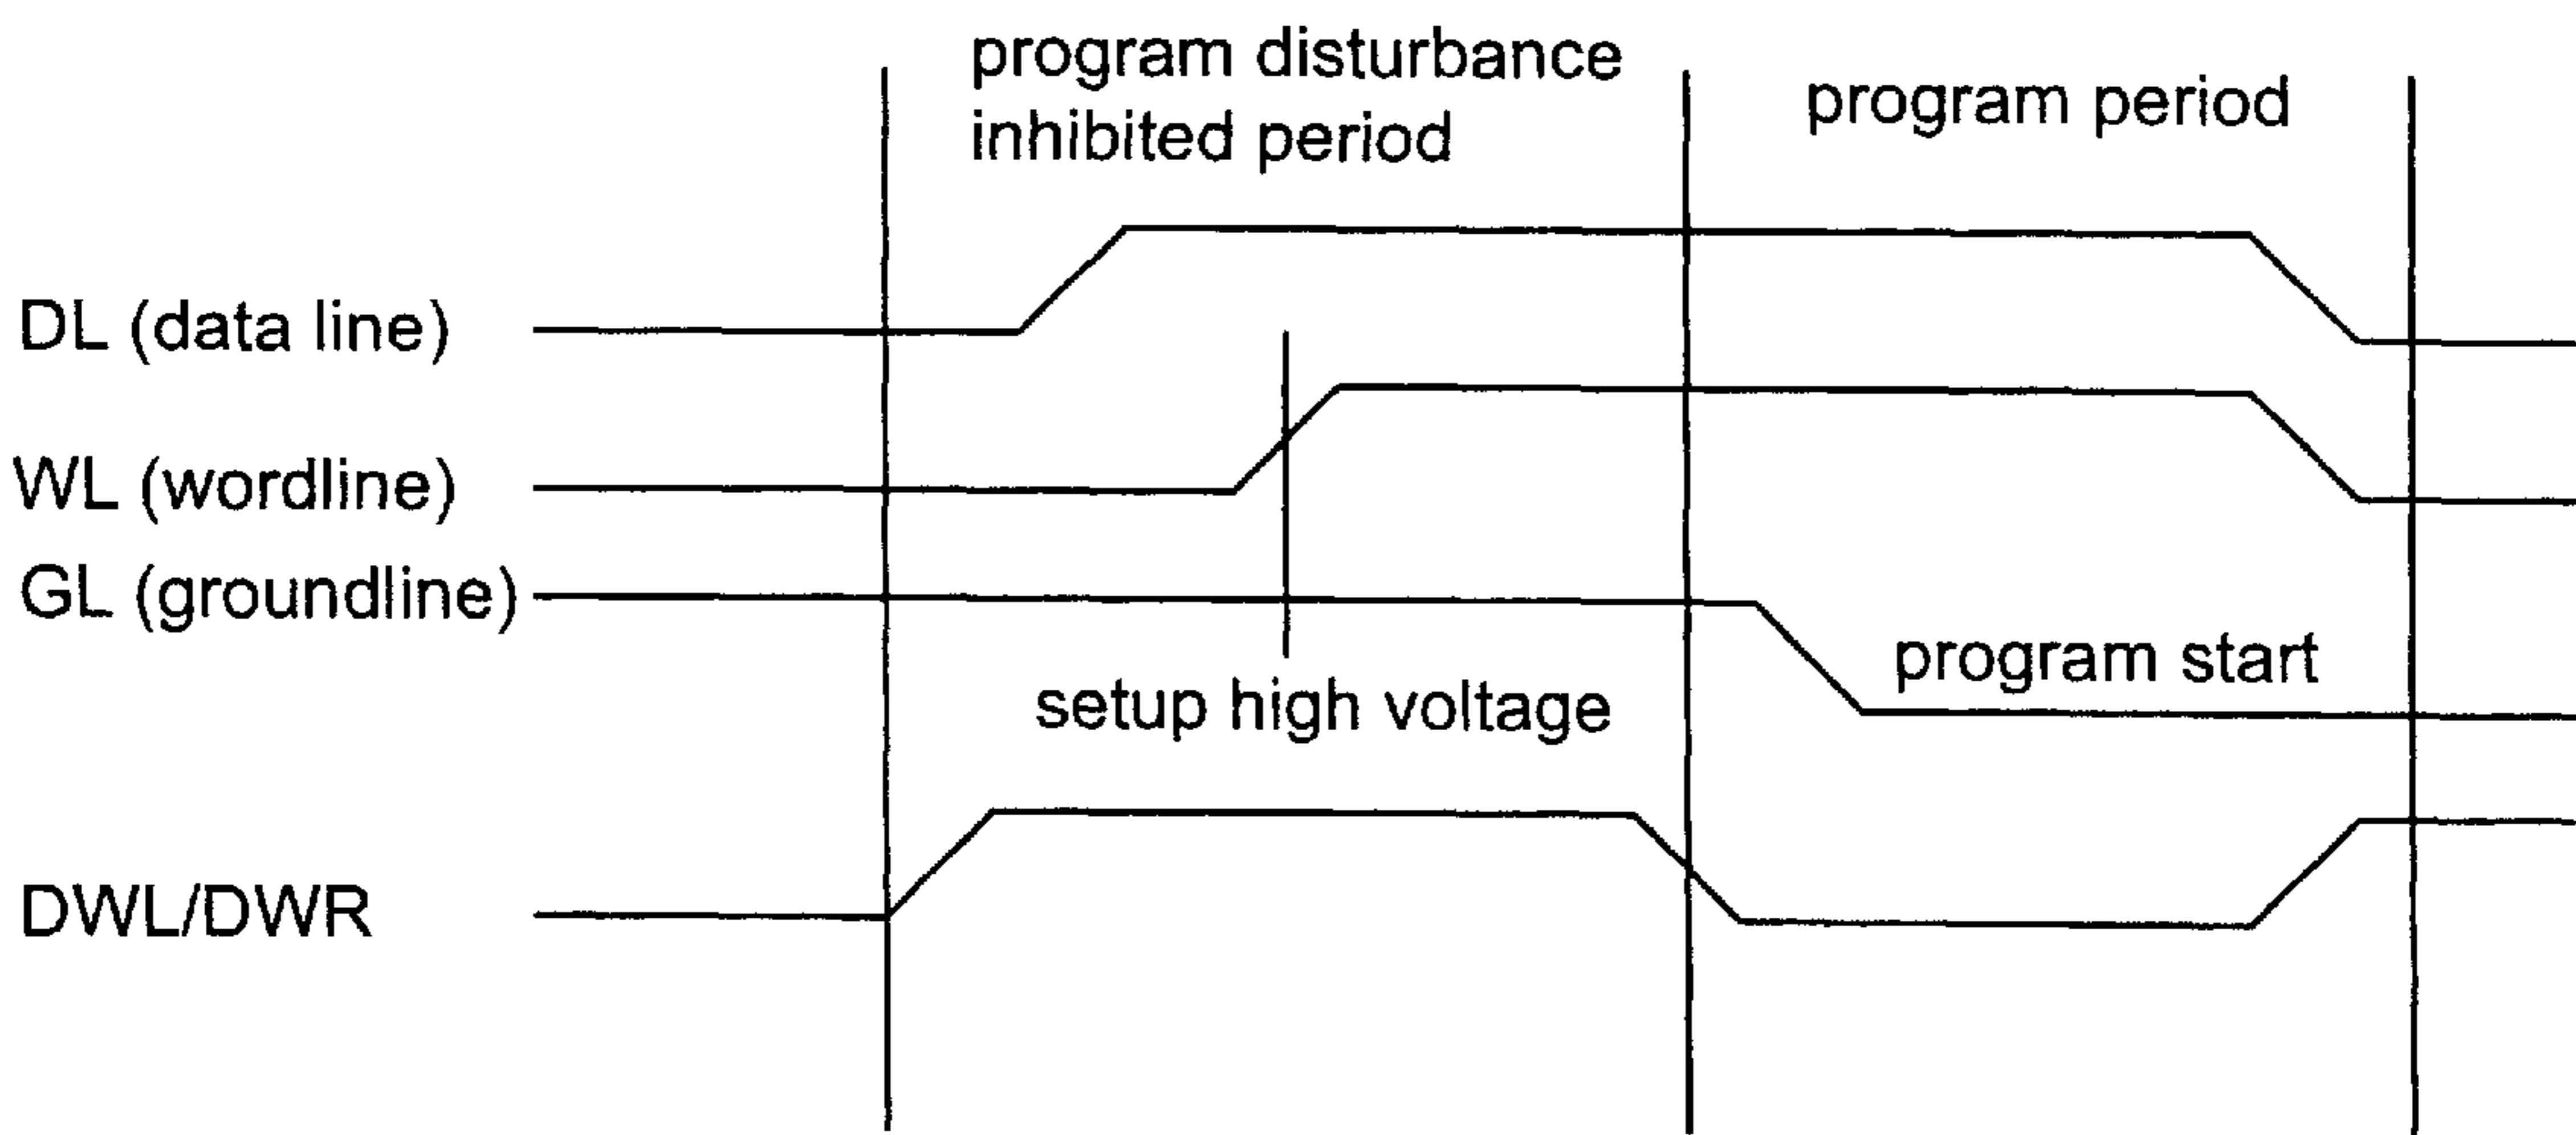 program disturbance
inhibited period
program period
DL (data line)
WL (wordline)
GL (groundline)
program start
setup high voltage
DWL/DWR